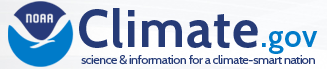 NOAA
Climate.gov
science & information for a climate-smart nation